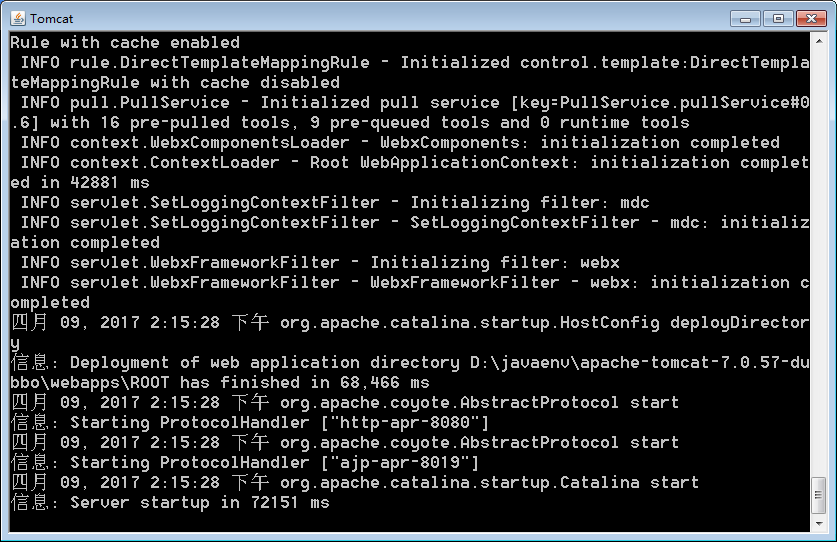 Tomcat
Rule with cache enabled
 INFO rule.DirectTemplateMappingRule - Initialized control.template:DirectTempla
teMappingRule with cache disabled
 INFO pull.PullService - Initialized pull service [key=PullService.pullService#0
.6] with 16 pre-pulled tools, 9 pre-queued tools and 0 runtime tools
 INFO context.WebxComponentsLoader - WebxComponents: initialization completed
 INFO context.ContextLoader - Root WebApplicationContext: initialization complet
ed in 42881 ms
 INFO servlet.SetLoggingContextFilter - Initializing filter: mdc
 INFO servlet.SetLoggingContextFilter - SetLoggingContextFilter - mdc: initializ
ation completed
 INFO servlet.WebxFrameworkFilter - Initializing filter: webx
 INFO servlet.WebxFrameworkFilter - WebxFrameworkFilter - webx: initialization c
ompleted
四月 09, 2017 2:15:28 下午 org.apache.catalina.startup.HostConfig deployDirector
y
信息: Deployment of web application directory D:\javaenv\apache-tomcat-7.0.57-du
bbo\webapps\ROOT has finished in 68,466 ms
四月 09, 2017 2:15:28 下午 org.apache.coyote.AbstractProtocol start
信息: Starting ProtocolHandler ["http-apr-8080"]
四月 09, 2017 2:15:28 下午 org.apache.coyote.AbstractProtocol start
信息: Starting ProtocolHandler ["ajp-apr-8019"]
四月 09, 2017 2:15:28 下午 org.apache.catalina.startup.Catalina start
信息: Server startup in 72151 ms